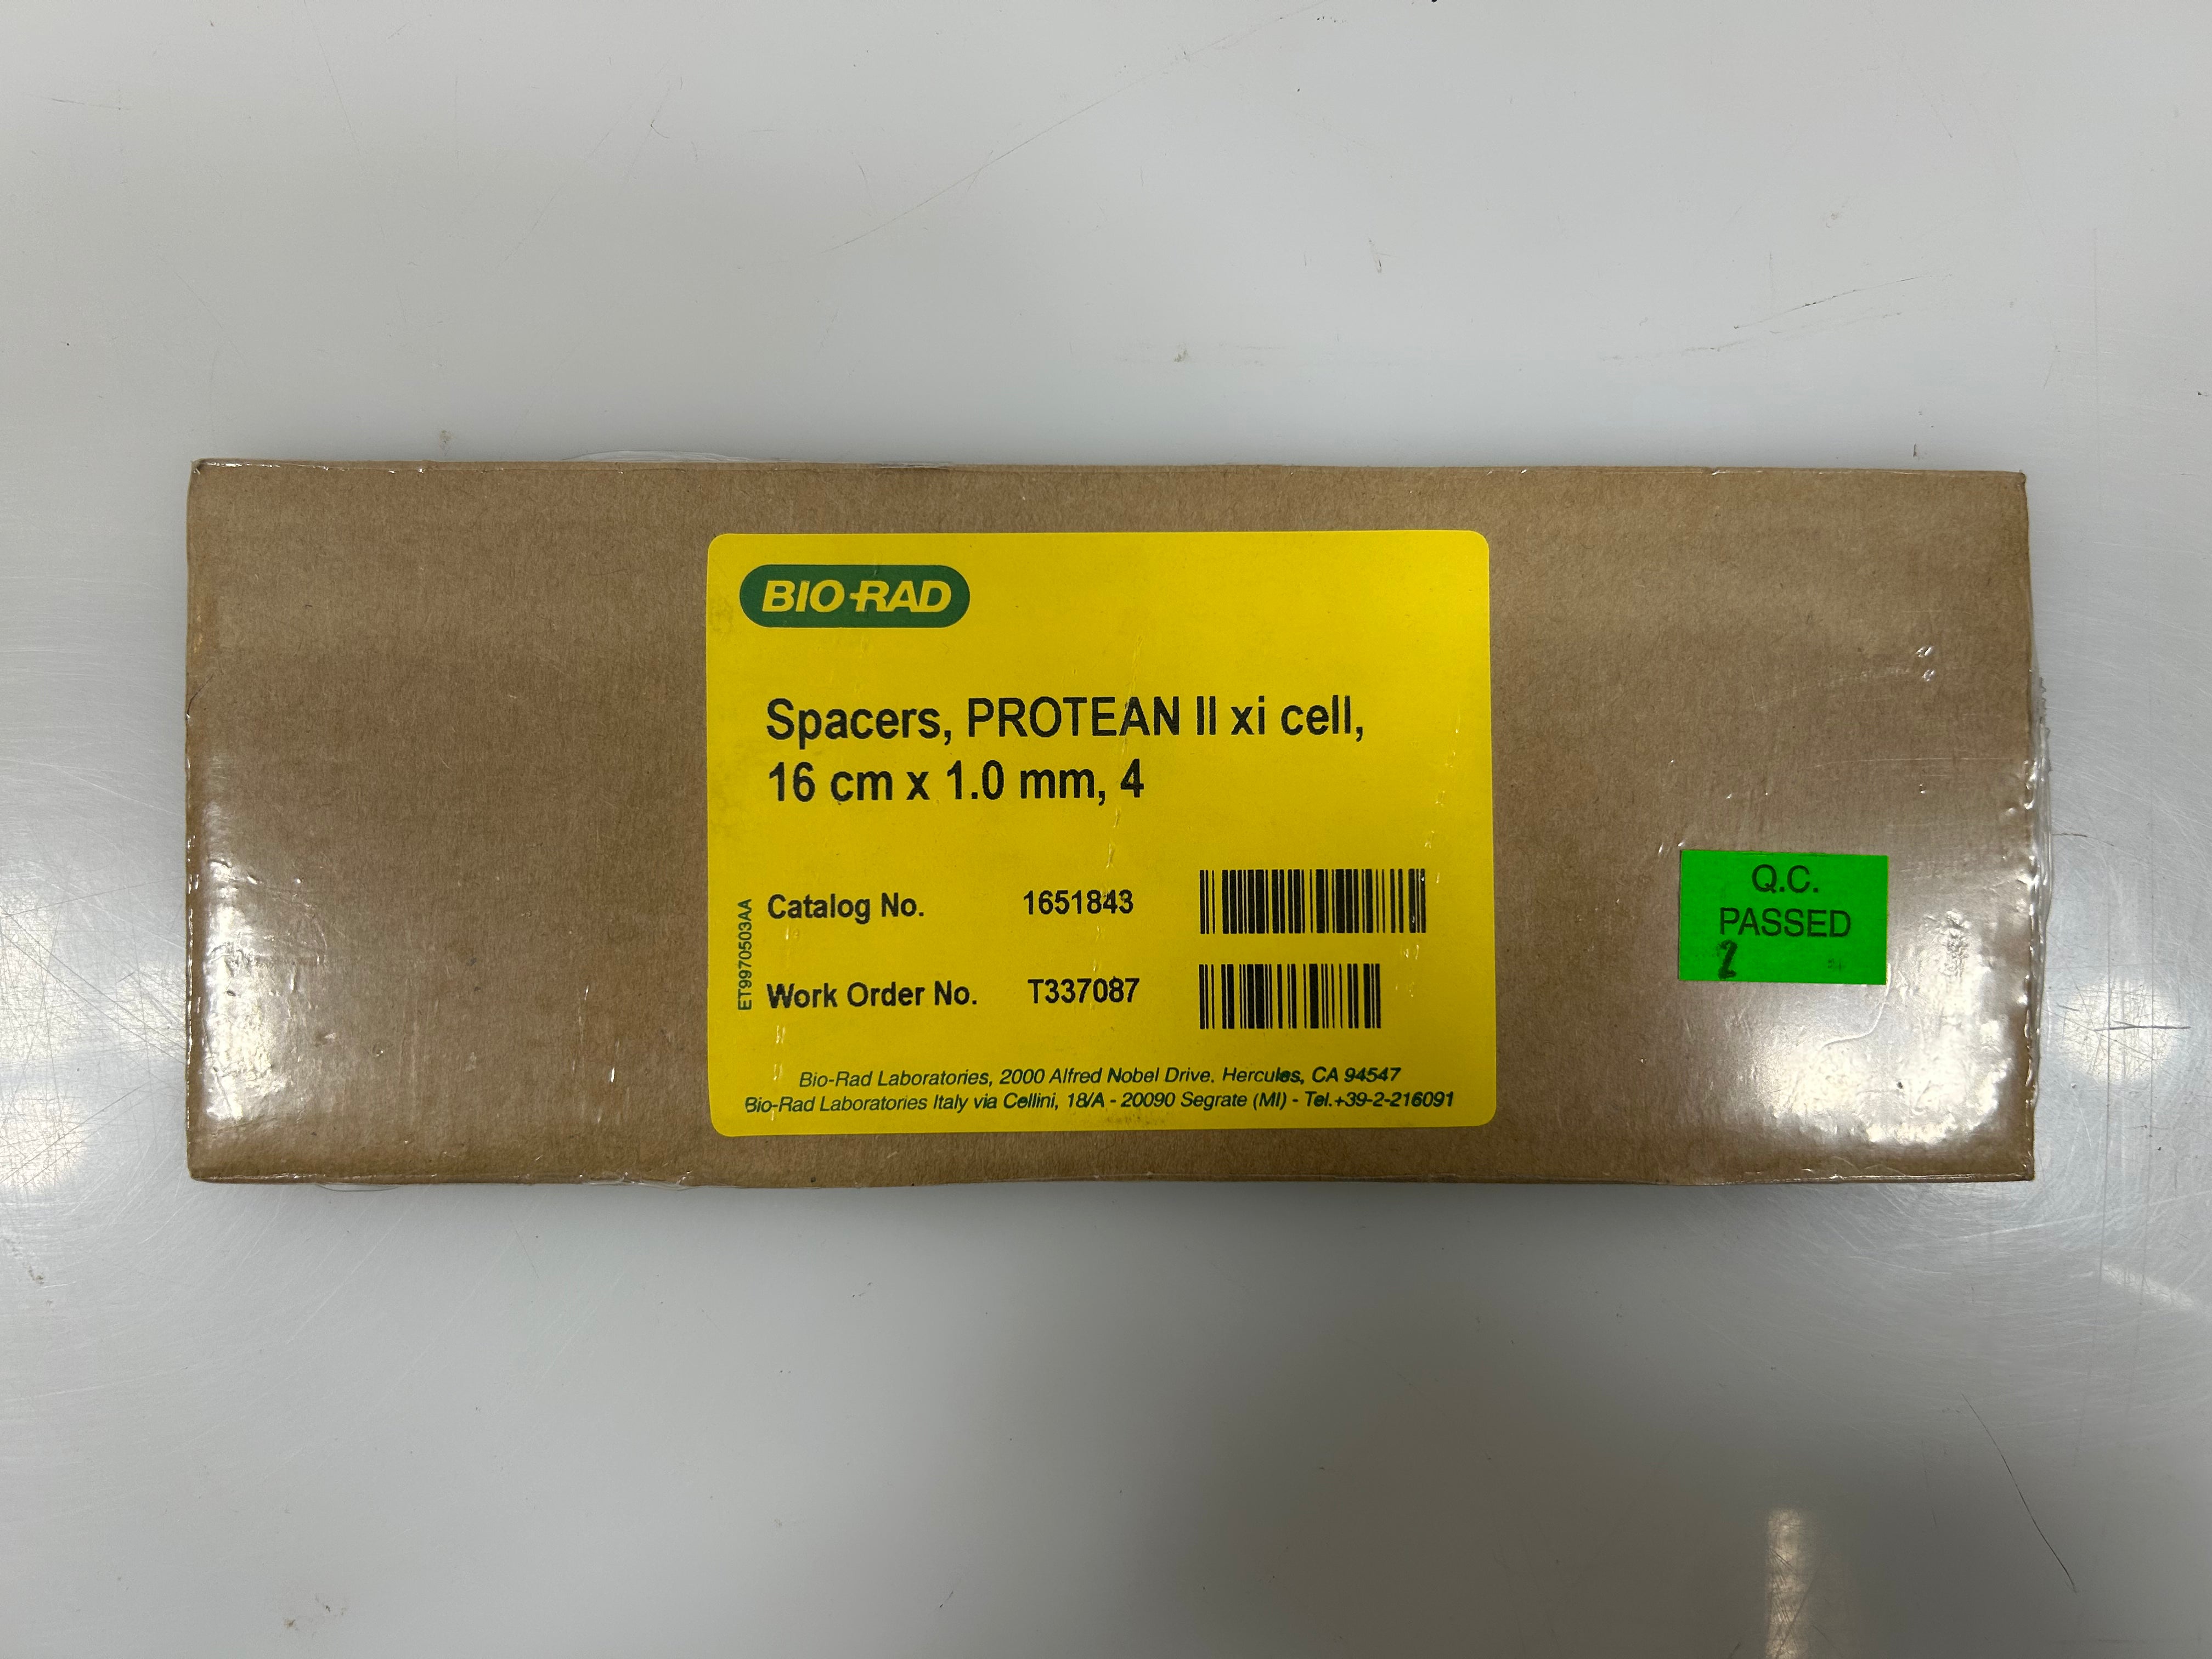 BIO-RAD
Spacers, PROTEAN II xi cell,
16 cm x 1.0 mm, 4
Catalog No. 1651843
Work Order No. T337087
ET9970503AA
Bio-Rad Laboratories, 2000 Alfred Nobel Drive. Hercules, CA 94547
Bio-Rad Laboratories Italy via Cellini, 18/A - 20090 Segrate (MI) - Tel.+39-2-216091
Q.C.
PASSED